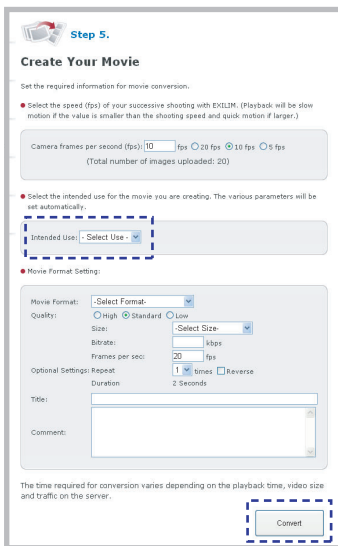 Step 5.
Create Your Movie
Set the required information for movie conversion.
Select the speed (fps) of your successive shooting with EXILIM. (Playback will be slow
motion if the value is smaller than the shooting speed and quick motion if larger.)
Camera frames per second (fps): 10 fps 20 fps 10 fps 5 fps
(Total number of images uploaded: 20)
Select the intended use for the movie you are creating. The various parameters will be
set automatically.
Intended Use: - Select Use -
Movie Format Setting:
Movie Format: -Select Format-
Quality: High Standard Low
Size: -Select Size-
Bitrate: kbps
Frames per sec: 20 fps
Optional Settings: Repeat 1 times Reverse
Duration 2 Seconds
Title:
Comment:
The time required for conversion varies depending on the playback time, video size
and traffic on the server.
Convert